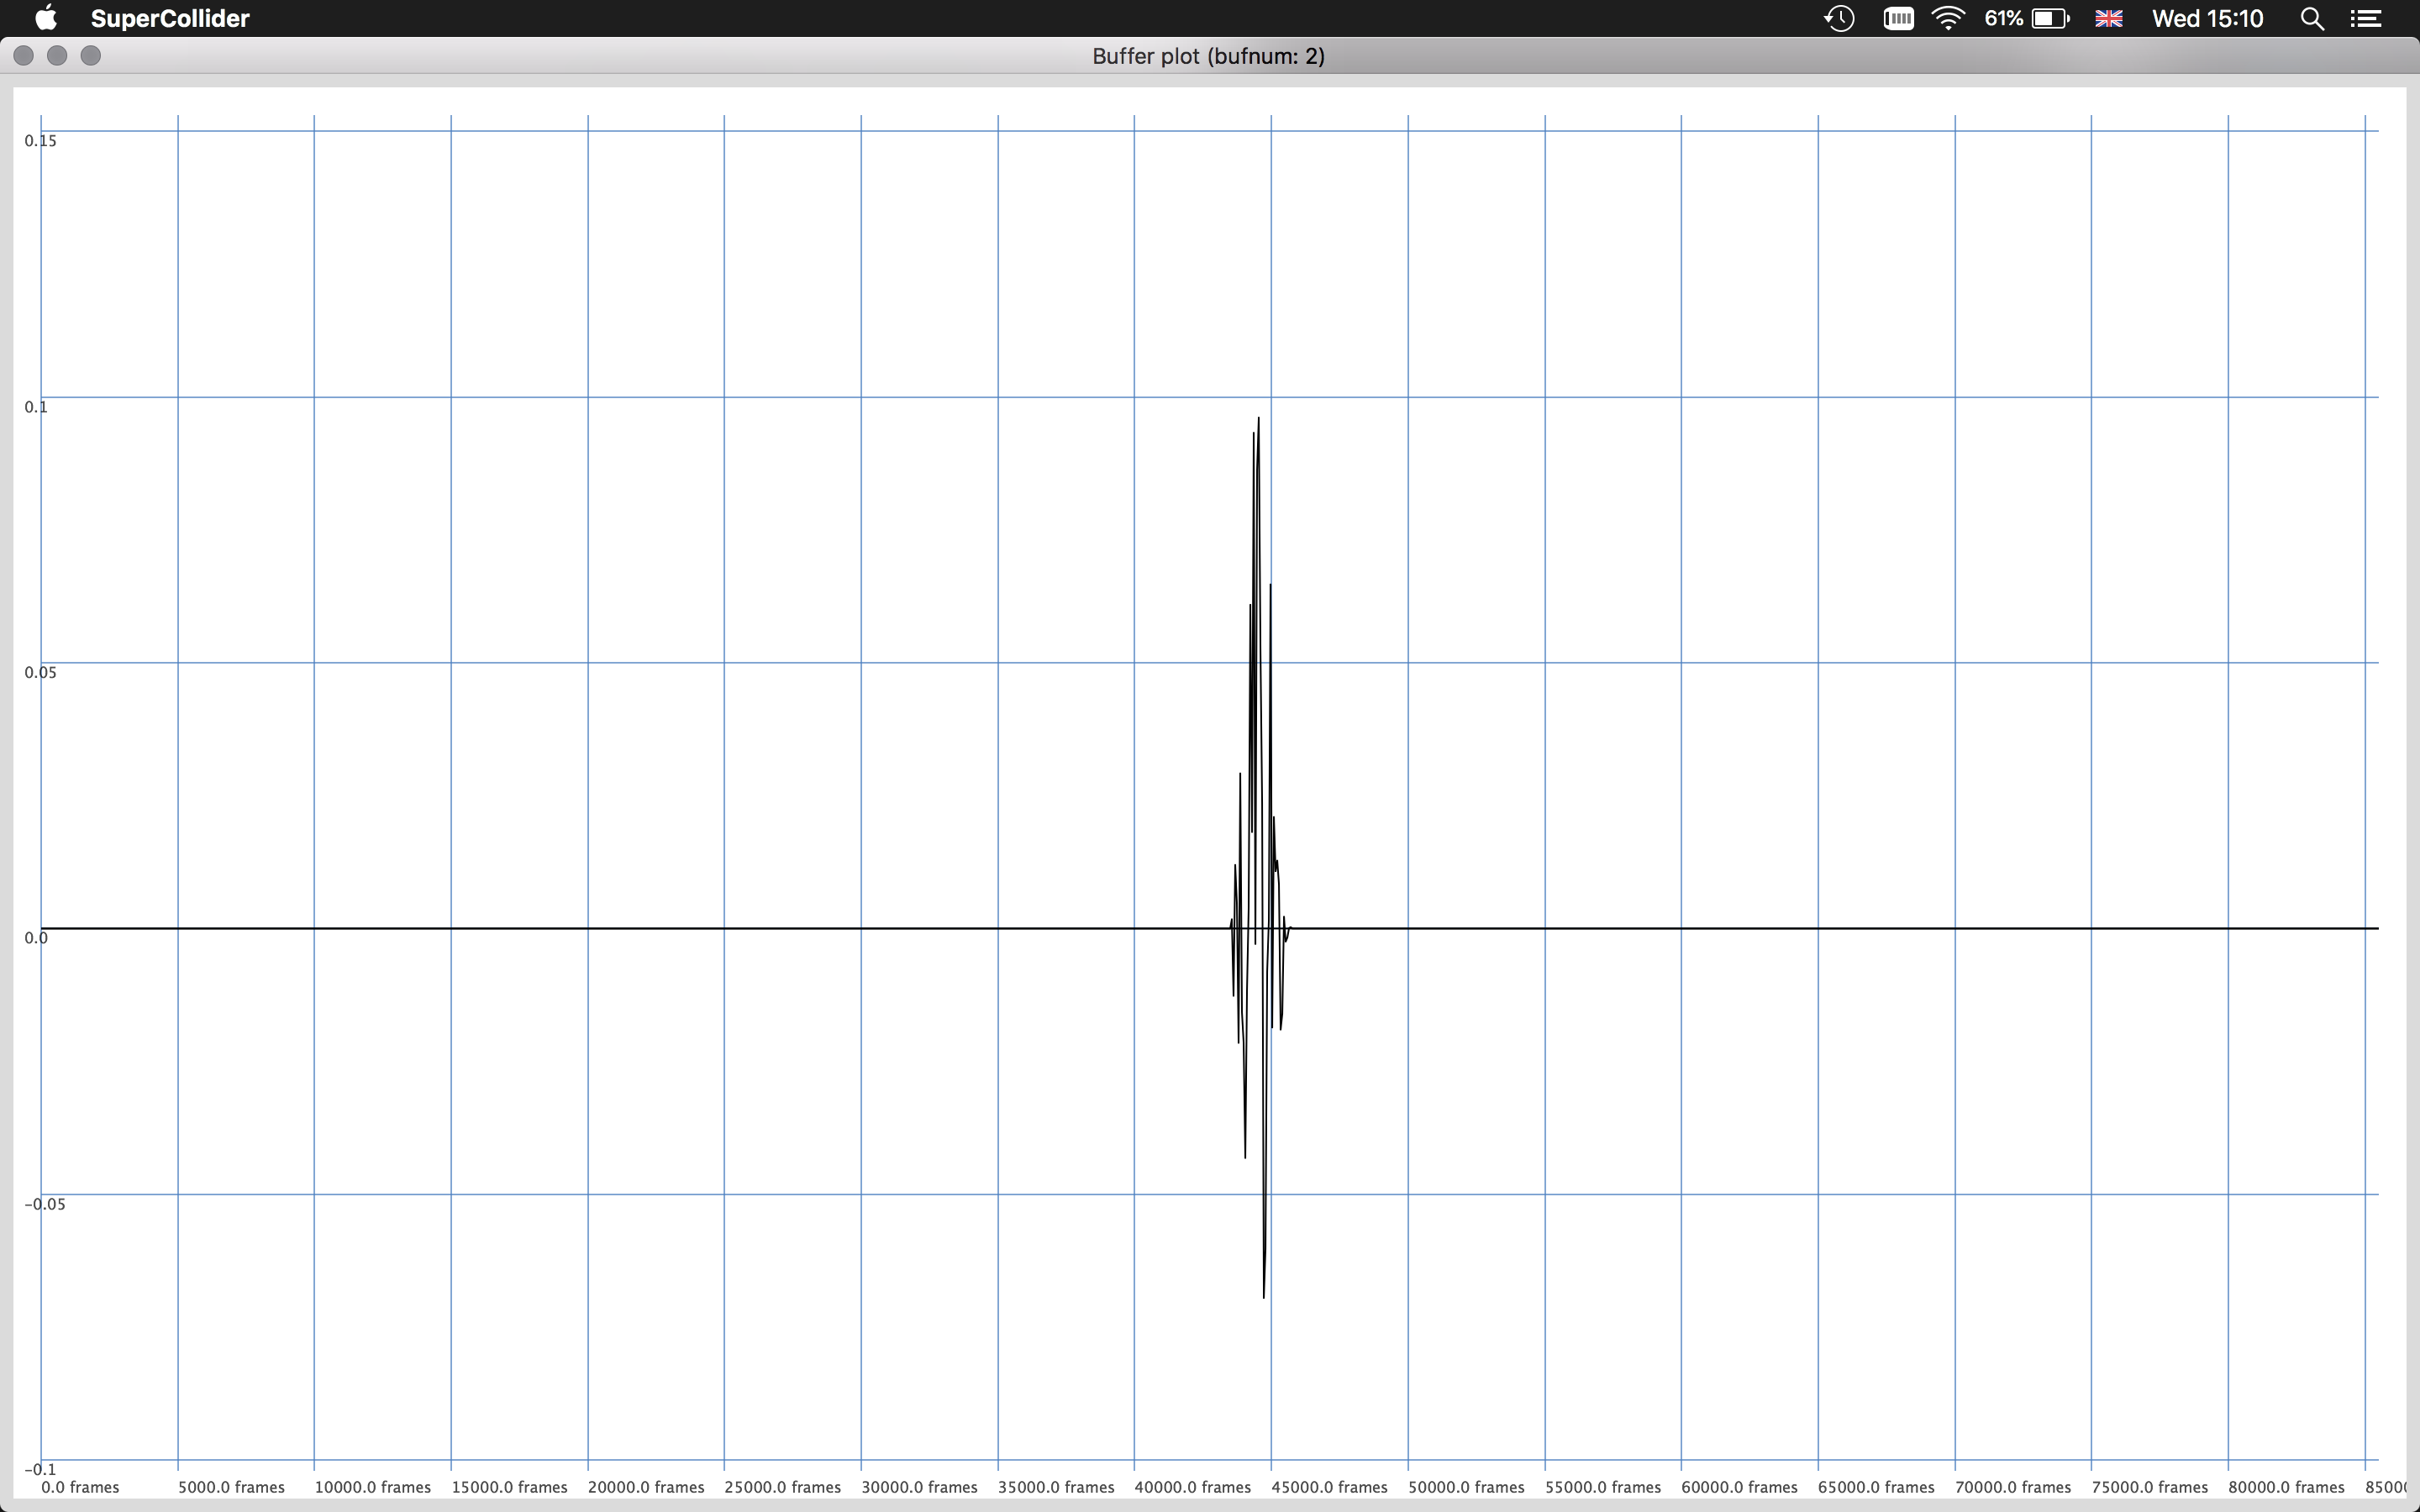 SuperCollider 61% Wed 15:10
Buffer plot (bufnum: 2)
0.15
0.1
0.05
0.0
-0.05
-0.1
0.0 frames 5000.0 frames 10000.0 frames 15000.0 frames 20000.0 frames 25000.0 frames 30000.0 frames 35000.0 frames 40000.0 frames 45000.0 frames 50000.0 frames 55000.0 frames 60000.0 frames 65000.0 frames 70000.0 frames 75000.0 frames 80000.0 frames 8500